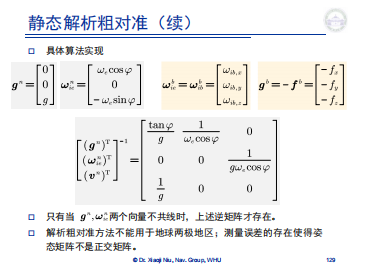 静态解析粗对准（续）
具体算法实现
$\boldsymbol{g}^n = \begin{bmatrix} 0 \\ 0 \\ g \end{bmatrix}$ $\boldsymbol{\omega}_{ie}^n = \begin{bmatrix} \omega_e \cos\varphi \\ 0 \\ -\omega_e \sin\varphi \end{bmatrix}$ $\boldsymbol{\omega}_{ie}^b = \boldsymbol{\omega}_{ib}^b = \begin{bmatrix} \omega_{ib,x} \\ \omega_{ib,y} \\ \omega_{ib,z} \end{bmatrix}$ $\boldsymbol{g}^b = -\boldsymbol{f}^b = \begin{bmatrix} -f_x \\ -f_y \\ -f_z \end{bmatrix}$
$\begin{bmatrix} (\boldsymbol{g}^n)^{\mathrm{T}} \\ (\boldsymbol{\omega}_{ie}^n)^{\mathrm{T}} \\ (\boldsymbol{v}^n)^{\mathrm{T}} \end{bmatrix}^{-1} = \begin{bmatrix} \dfrac{\tan\varphi}{g} & \dfrac{1}{\omega_e \cos\varphi} & 0 \\ 0 & 0 & \dfrac{1}{g\omega_e \cos\varphi} \\ \dfrac{1}{g} & 0 & 0 \end{bmatrix}$
只有当 $\boldsymbol{g}^n, \boldsymbol{\omega}_{ie}^n$ 两个向量不共线时，上述逆矩阵才存在。
解析粗对准方法不能用于地球两极地区；测量误差的存在使得姿
态矩阵不是正交矩阵。
© Dr. Xiaoji Niu, Nav. Group, WHU
129